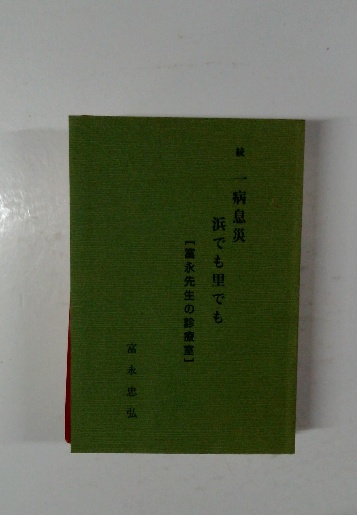 続 一病息災
浜でも里でも
［富永先生の診療室］
富永忠弘